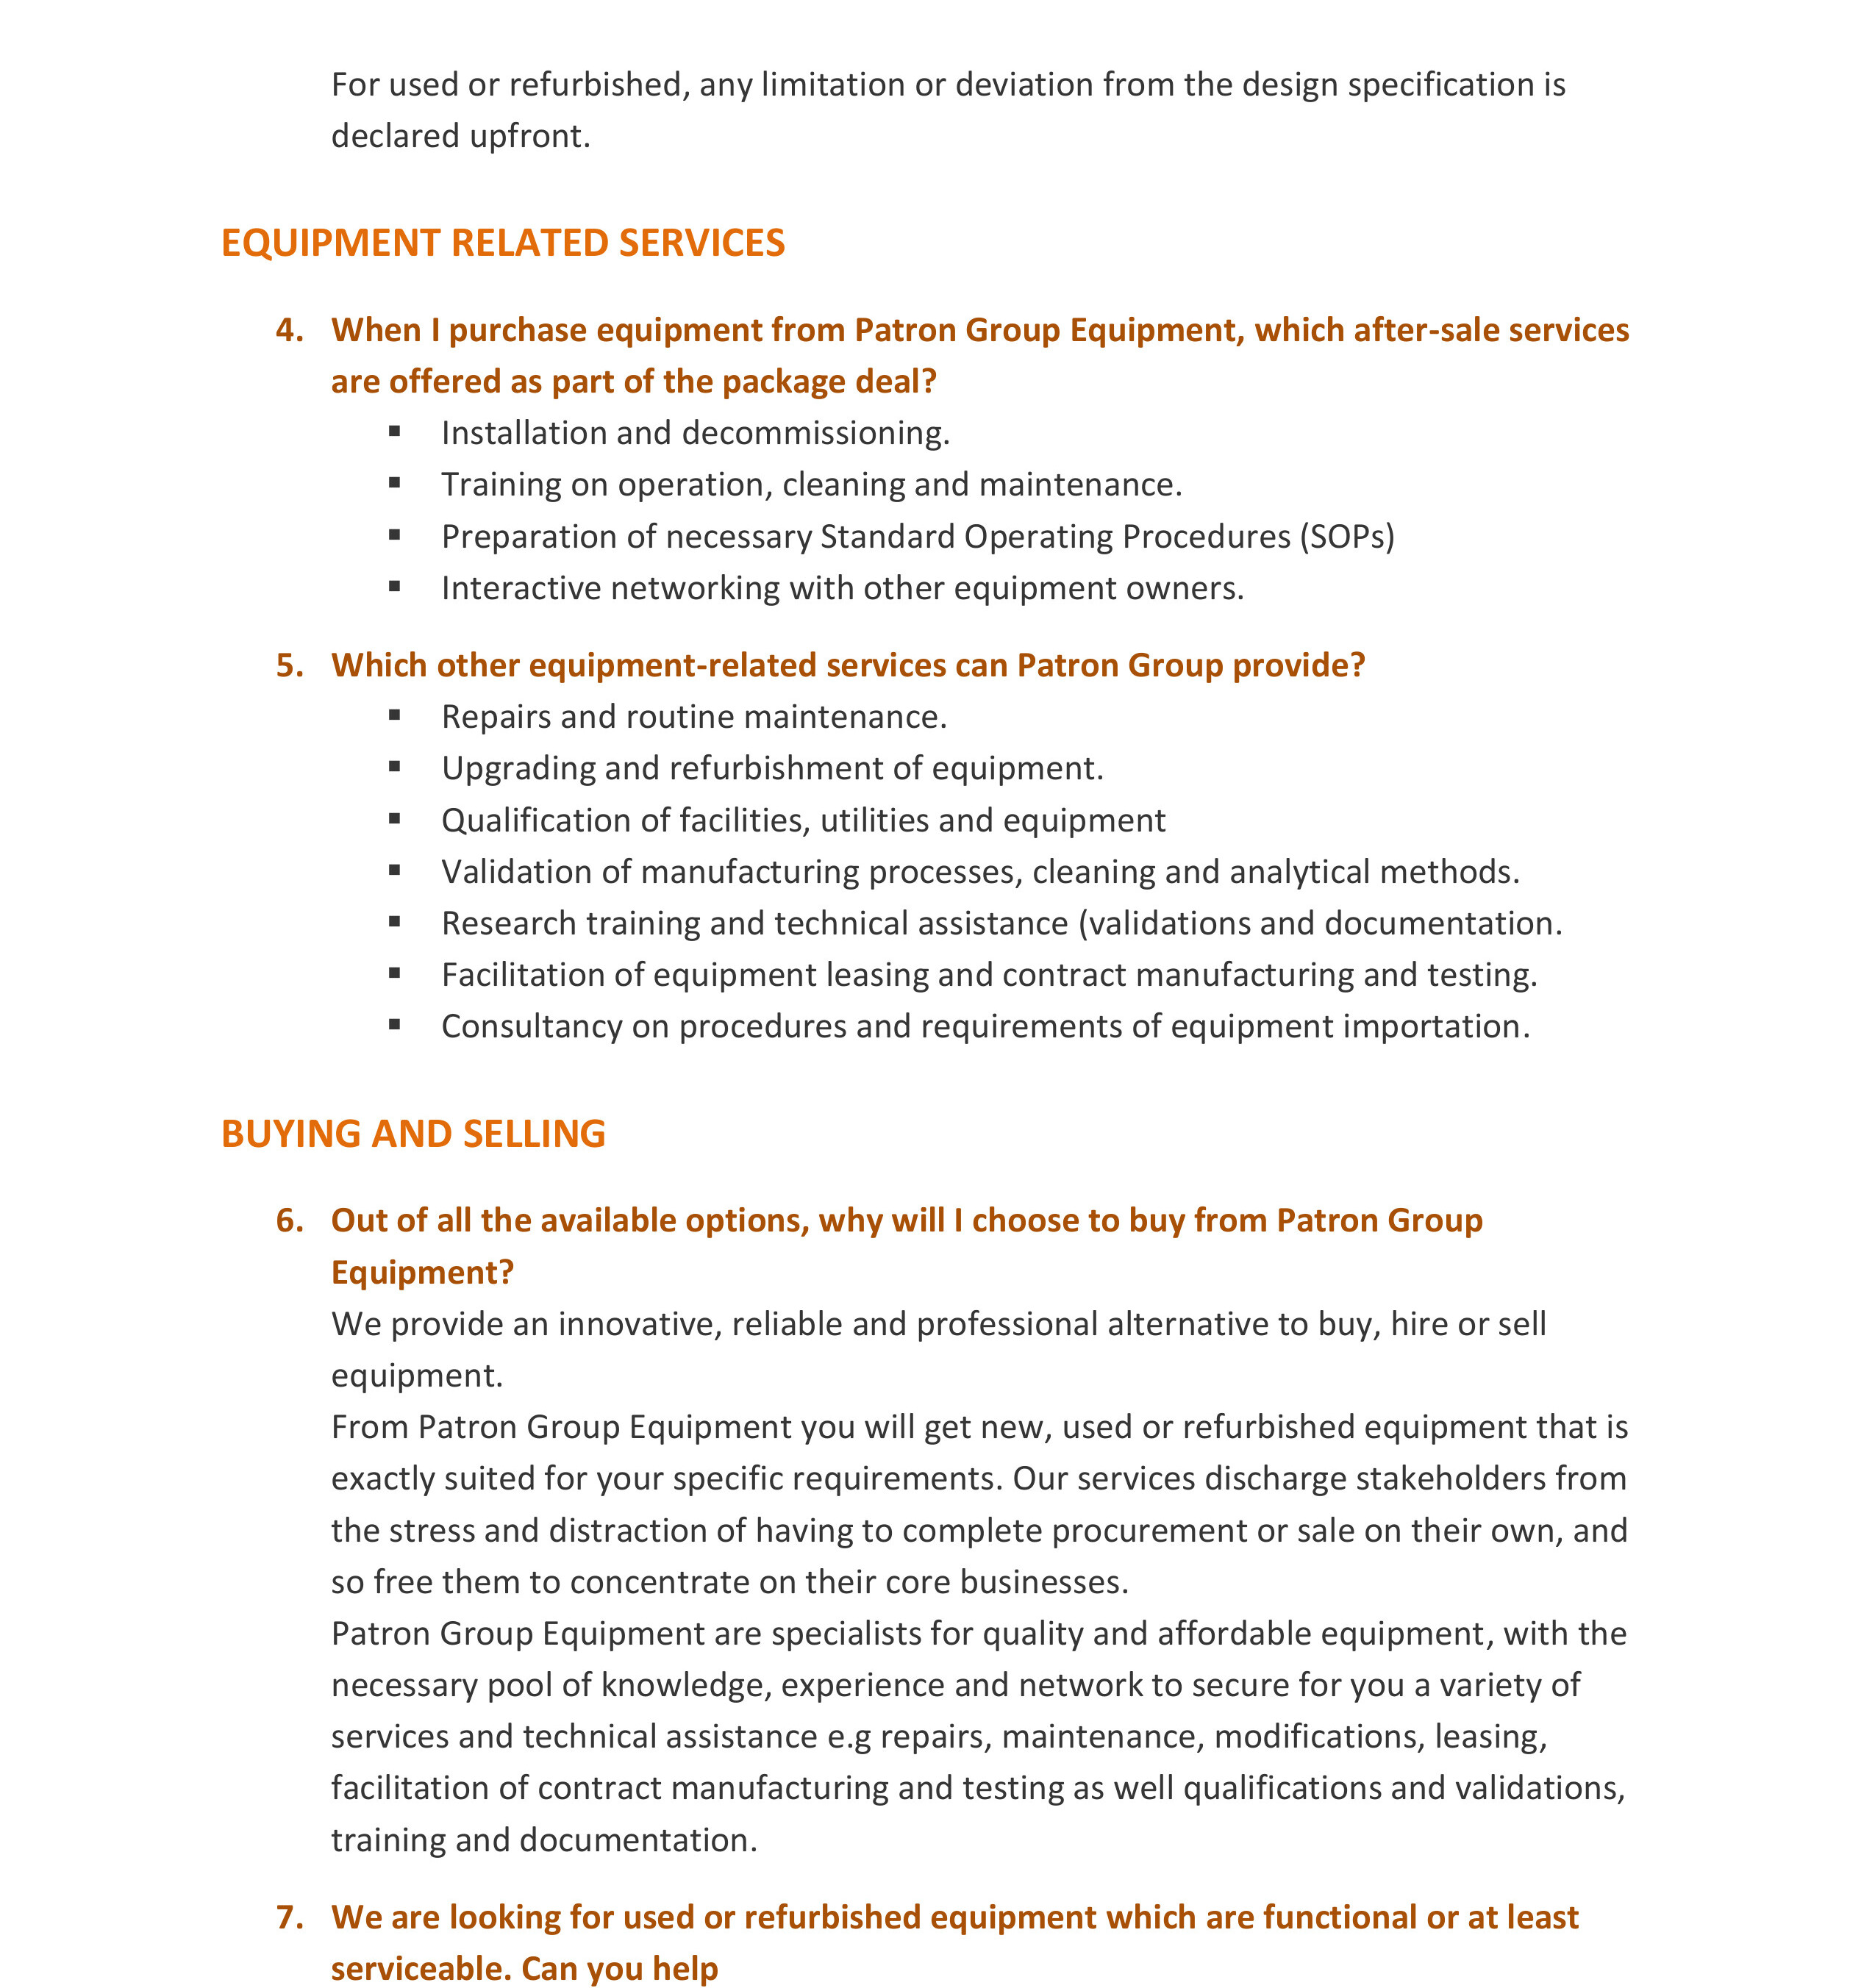 For used or refurbished, any limitation or deviation from the design specification is
declared upfront.
EQUIPMENT RELATED SERVICES
4. When I purchase equipment from Patron Group Equipment, which after-sale services
are offered as part of the package deal?
▪ Installation and decommissioning.
▪ Training on operation, cleaning and maintenance.
▪ Preparation of necessary Standard Operating Procedures (SOPs)
▪ Interactive networking with other equipment owners.
5. Which other equipment-related services can Patron Group provide?
▪ Repairs and routine maintenance.
▪ Upgrading and refurbishment of equipment.
▪ Qualification of facilities, utilities and equipment
▪ Validation of manufacturing processes, cleaning and analytical methods.
▪ Research training and technical assistance (validations and documentation.
▪ Facilitation of equipment leasing and contract manufacturing and testing.
▪ Consultancy on procedures and requirements of equipment importation.
BUYING AND SELLING
6. Out of all the available options, why will I choose to buy from Patron Group
Equipment?
We provide an innovative, reliable and professional alternative to buy, hire or sell
equipment.
From Patron Group Equipment you will get new, used or refurbished equipment that is
exactly suited for your specific requirements. Our services discharge stakeholders from
the stress and distraction of having to complete procurement or sale on their own, and
so free them to concentrate on their core businesses.
Patron Group Equipment are specialists for quality and affordable equipment, with the
necessary pool of knowledge, experience and network to secure for you a variety of
services and technical assistance e.g repairs, maintenance, modifications, leasing,
facilitation of contract manufacturing and testing as well qualifications and validations,
training and documentation.
7. We are looking for used or refurbished equipment which are functional or at least
serviceable. Can you help